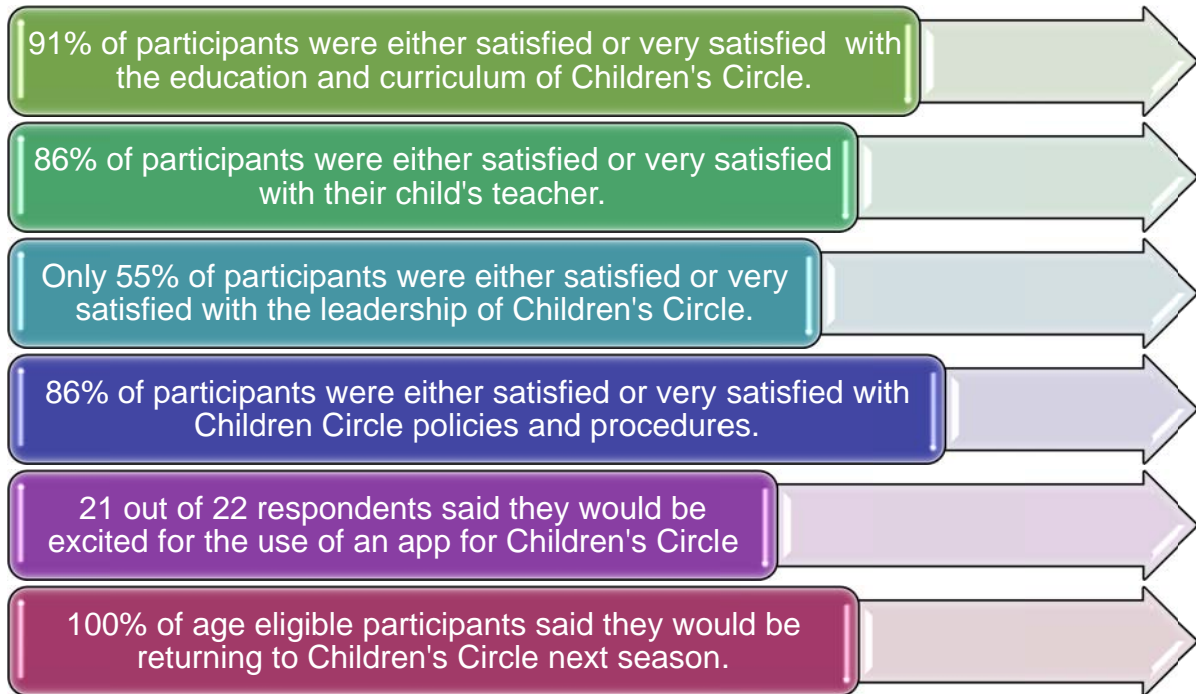 91% of participants were either satisfied or very satisfied with
the education and curriculum of Children's Circle.
86% of participants were either satisfied or very satisfied
with their child's teacher.
Only 55% of participants were either satisfied or very
satisfied with the leadership of Children's Circle.
86% of participants were either satisfied or very satisfied with
Children Circle policies and procedures.
21 out of 22 respondents said they would be
excited for the use of an app for Children's Circle
100% of age eligible participants said they would be
returning to Children's Circle next season.